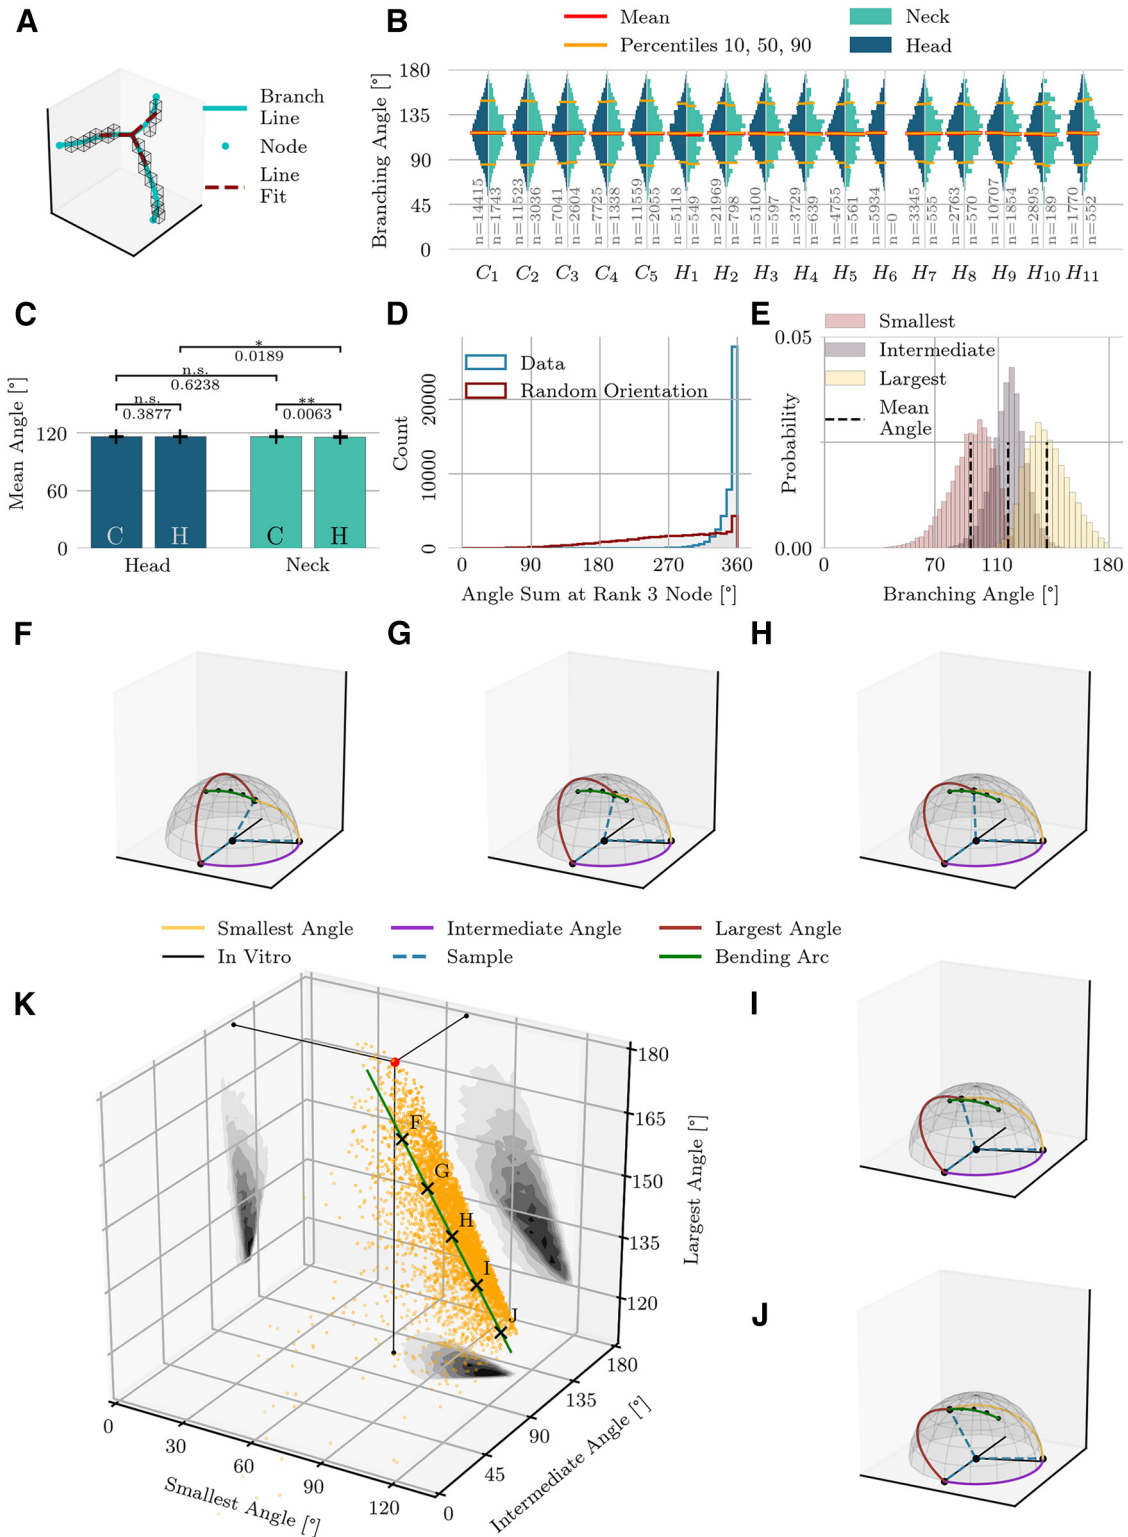 A
Branch
Line
Node
Line
Fit
B
Mean
Percentiles 10, 50, 90
Neck
Head
Branching Angle [°]
180
135
90
45
0
n=14415
n=1743
n=11523
n=3036
n=7041
n=2604
n=7725
n=1338
n=11559
n=2055
n=5118
n=549
n=21969
n=798
n=5100
n=597
n=3729
n=639
n=4755
n=561
n=5934
n=0
n=3345
n=555
n=2763
n=570
n=10707
n=1854
n=2895
n=189
n=1770
n=552
C1 C2 C3 C4 C5 H1 H2 H3 H4 H5 H6 H7 H8 H9 H10 H11
C
Mean Angle [°]
*
0.0189
n.s.
0.6238
n.s.
0.3877
**
0.0063
120
60
0
C H C H
Head Neck
D
Data
Random Orientation
Count
20000
10000
0
0 90 180 270 360
Angle Sum at Rank 3 Node [°]
E
Smallest
Intermediate
Largest
Mean
Angle
Probability
0.05
0.00
0 70 110 180
Branching Angle [°]
F
G
H
Smallest Angle
Intermediate Angle
Largest Angle
In Vitro
Sample
Bending Arc
K
F
G
H
I
J
180
165
150
135
120
Largest Angle [°]
180
135
90
45
0
Intermediate Angle [°]
0
30
60
90
120
Smallest Angle [°]
I
J